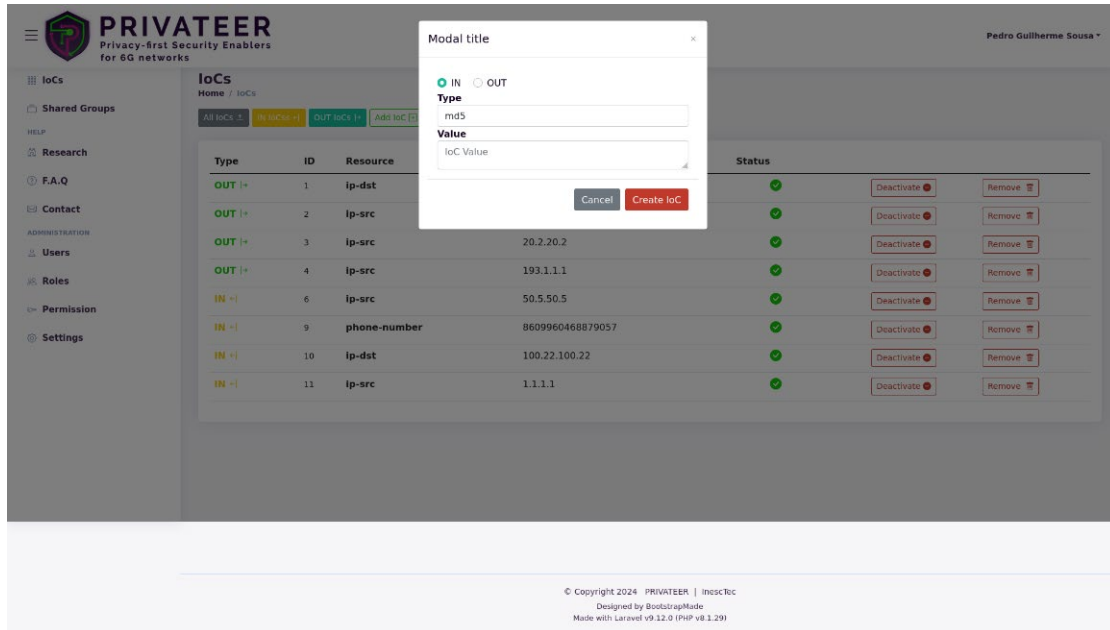 PRIVATEER
Privacy-first Security Enablers
for 6G networks
Pedro Guilherme Sousa
IoCs
Shared Groups
HELP
Research
F.A.Q
Contact
ADMINISTRATION
Users
Roles
Permission
Settings
IoCs
Home / IoCs
All IoCs IN IoCs OUT IoCs Add IoC
Modal title ×
IN OUT
Type
md5
Value
IoC Value
Cancel Create IoC
Type ID Resource Status
OUT 1 ip-dst Deactivate Remove
OUT 2 ip-src Deactivate Remove
OUT 3 ip-src 20.2.20.2 Deactivate Remove
OUT 4 ip-src 193.1.1.1 Deactivate Remove
IN 6 ip-src 50.5.50.5 Deactivate Remove
IN 9 phone-number 8609960468879057 Deactivate Remove
IN 10 ip-dst 100.22.100.22 Deactivate Remove
IN 11 ip-src 1.1.1.1 Deactivate Remove
© Copyright 2024 PRIVATEER | InescTec
Designed by BootstrapMade
Made with Laravel v9.12.0 (PHP v8.1.29)